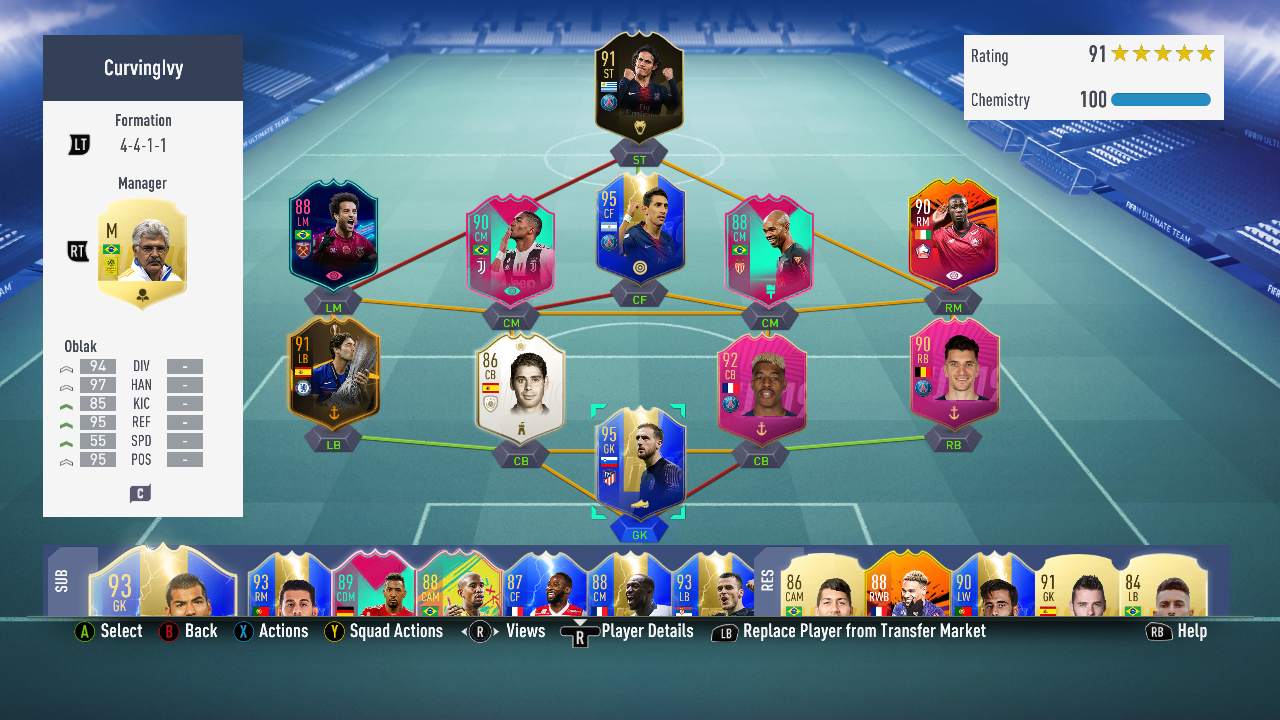 CurvingIvy
Formation
LT
4-4-1-1
Manager
RT
M
Oblak
94 DIV -
97 HAN -
85 KIC -
95 REF -
55 SPD -
95 POS -
C
Rating 91
Chemistry 100
91
ST
ST
88
LM
LM
90
CM
CM
95
CF
CF
88
CM
CM
90
RM
RM
91
LB
LB
86
CB
CB
95
GK
GK
92
CB
CB
90
RB
RB
FIFA 19 ULTIMATE TEAM
SUB
93
GK
93
RM
89
CDM
88
CAM
87
CF
88
CM
93
RES
86
CAM
88
RWB
90
LW
91
GK
84
LB
A Select
B Back
X Actions
Y Squad Actions
R Views
R Player Details
LB Replace Player from Transfer Market
RB Help